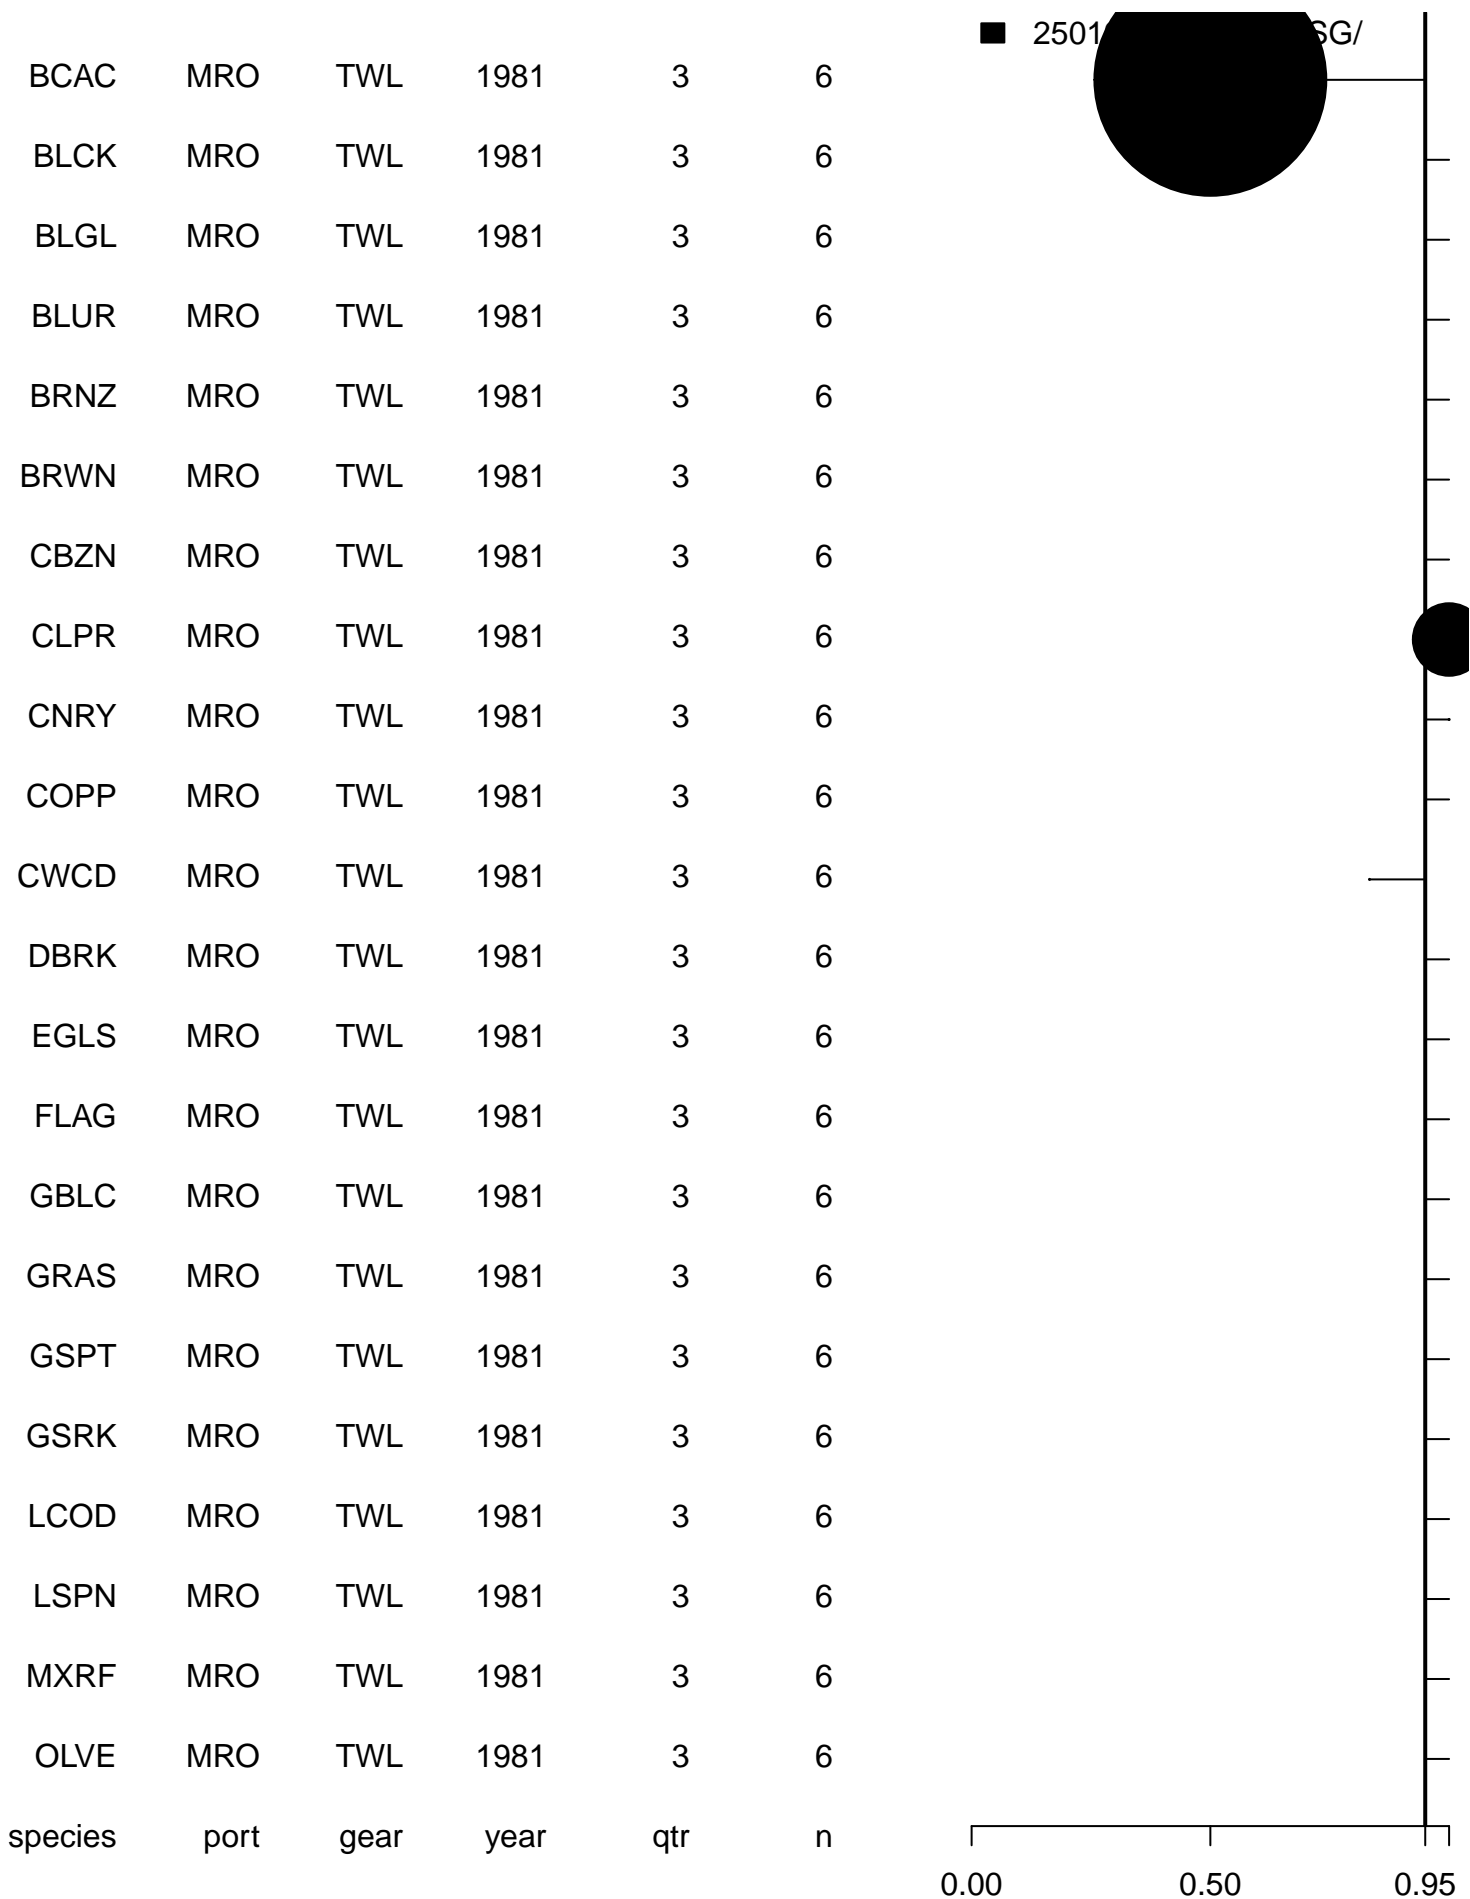 250 SG/
BCAC MRO TWL 1981 3 6
BLCK MRO TWL 1981 3 6
BLGL MRO TWL 1981 3 6
BLUR MRO TWL 1981 3 6
BRNZ MRO TWL 1981 3 6
BRWN MRO TWL 1981 3 6
CBZN MRO TWL 1981 3 6
CLPR MRO TWL 1981 3 6
CNRY MRO TWL 1981 3 6
COPP MRO TWL 1981 3 6
CWCD MRO TWL 1981 3 6
DBRK MRO TWL 1981 3 6
EGLS MRO TWL 1981 3 6
FLAG MRO TWL 1981 3 6
GBLC MRO TWL 1981 3 6
GRAS MRO TWL 1981 3 6
GSPT MRO TWL 1981 3 6
GSRK MRO TWL 1981 3 6
LCOD MRO TWL 1981 3 6
LSPN MRO TWL 1981 3 6
MXRF MRO TWL 1981 3 6
OLVE MRO TWL 1981 3 6
species port gear year qtr n
0.00 0.50 0.95